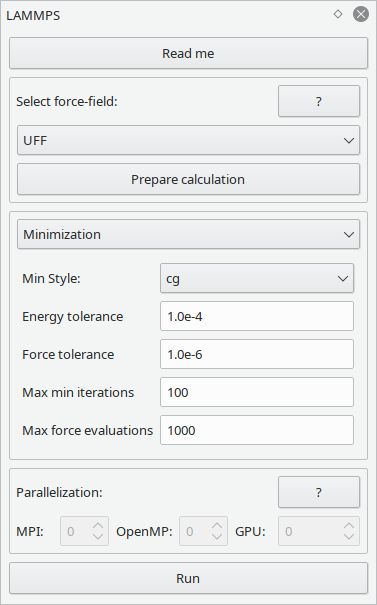 LAMMPS
Read me
Select force-field: ?
UFF
Prepare calculation
Minimization
Min Style: cg
Energy tolerance 1.0e-4
Force tolerance 1.0e-6
Max min iterations 100
Max force evaluations 1000
Parallelization: ?
MPI: 0 OpenMP: 0 GPU: 0
Run